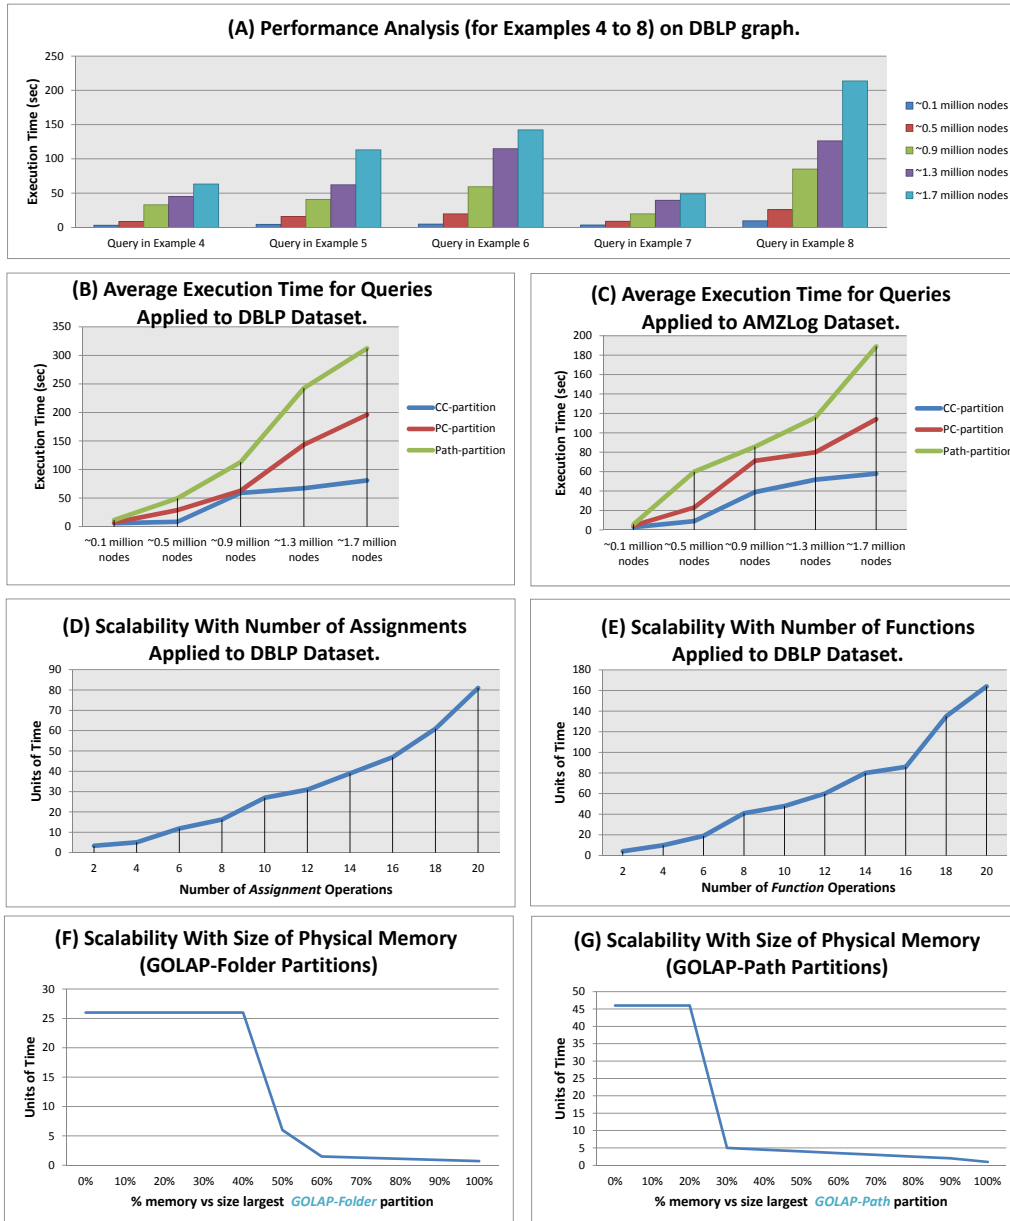 (A) Performance Analysis (for Examples 4 to 8) on DBLP graph.
Execution Time (sec)
250
200
150
100
50
0
Query in Example 4
Query in Example 5
Query in Example 6
Query in Example 7
Query in Example 8
~0.1 million nodes
~0.5 million nodes
~0.9 million nodes
~1.3 million nodes
~1.7 million nodes
(B) Average Execution Time for Queries
Applied to DBLP Dataset.
Execution Time (sec)
350
300
250
200
150
100
50
0
~0.1 million nodes
~0.5 million nodes
~0.9 million nodes
~1.3 million nodes
~1.7 million nodes
CC-partition
PC-partition
Path-partition
(C) Average Execution Time for Queries
Applied to AMZLog Dataset.
Execution Time (sec)
200
180
160
140
120
100
80
60
40
20
0
~0.1 million nodes
~0.5 million nodes
~0.9 million nodes
~1.3 million nodes
~1.7 million nodes
CC-partition
PC-partition
Path-partition
(D) Scalability With Number of Assignments
Applied to DBLP Dataset.
Units of Time
90
80
70
60
50
40
30
20
10
0
2 4 6 8 10 12 14 16 18 20
Number of Assignment Operations
(E) Scalability With Number of Functions
Applied to DBLP Dataset.
Units of Time
180
160
140
120
100
80
60
40
20
0
2 4 6 8 10 12 14 16 18 20
Number of Function Operations
(F) Scalability With Size of Physical Memory
(GOLAP-Folder Partitions)
Units of Time
30
25
20
15
10
5
0
0% 10% 20% 30% 40% 50% 60% 70% 80% 90% 100%
% memory vs size largest GOLAP-Folder partition
(G) Scalability With Size of Physical Memory
(GOLAP-Path Partitions)
Units of Time
50
45
40
35
30
25
20
15
10
5
0
0% 10% 20% 30% 40% 50% 60% 70% 80% 90% 100%
% memory vs size largest GOLAP-Path partition